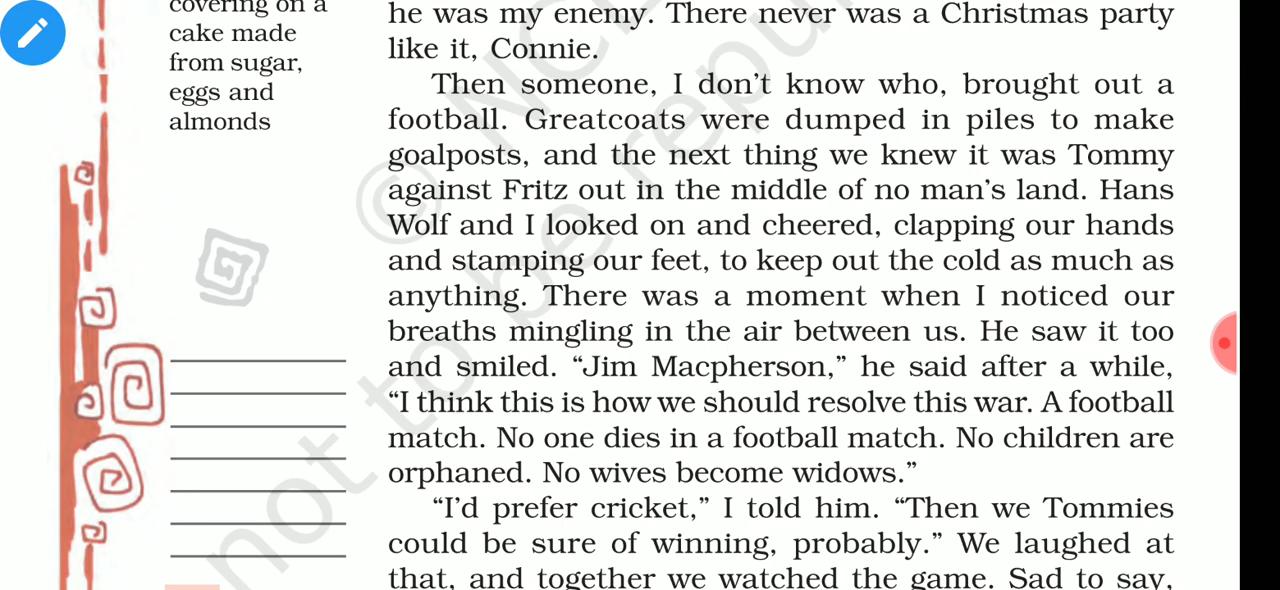 covering on a
cake made
from sugar,
eggs and
almonds
he was my enemy. There never was a Christmas party
like it, Connie.
Then someone, I don’t know who, brought out a
football. Greatcoats were dumped in piles to make
goalposts, and the next thing we knew it was Tommy
against Fritz out in the middle of no man’s land. Hans
Wolf and I looked on and cheered, clapping our hands
and stamping our feet, to keep out the cold as much as
anything. There was a moment when I noticed our
breaths mingling in the air between us. He saw it too
and smiled. “Jim Macpherson,” he said after a while,
“I think this is how we should resolve this war. A football
match. No one dies in a football match. No children are
orphaned. No wives become widows.”
“I’d prefer cricket,” I told him. “Then we Tommies
could be sure of winning, probably.” We laughed at
that, and together we watched the game. Sad to say,
© NC
not to be repu